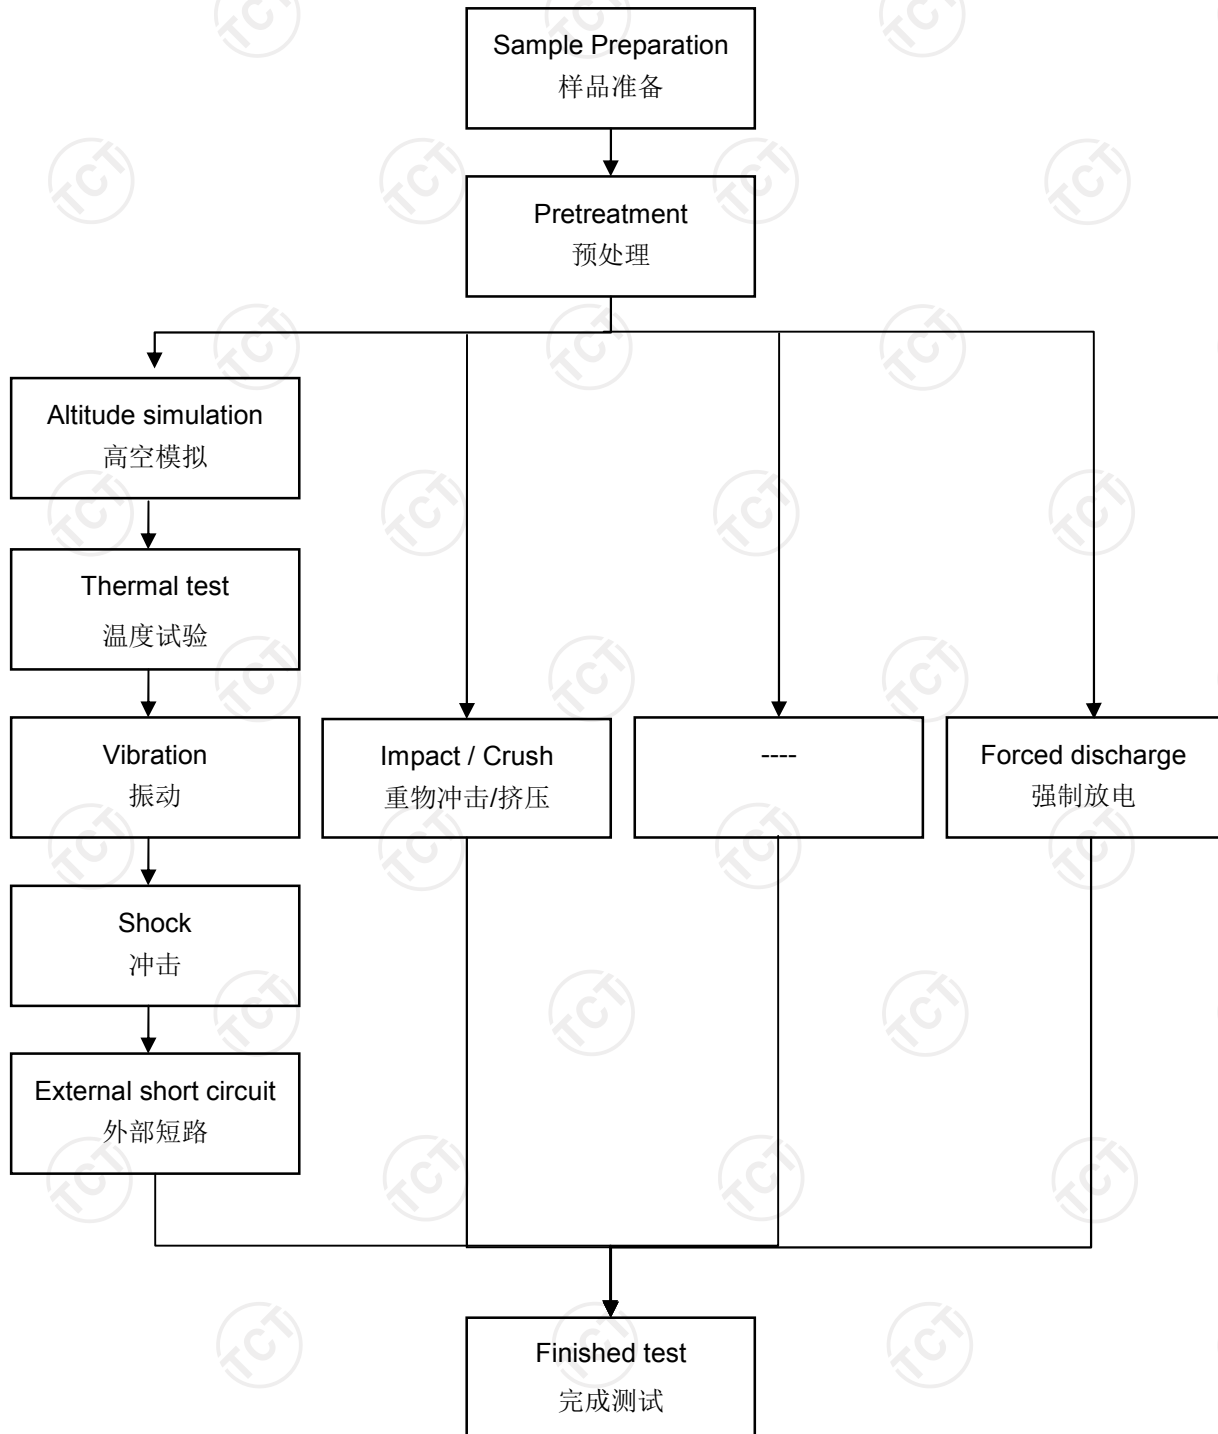 Sample Preparation
样品准备
Pretreatment
预处理
Altitude simulation
高空模拟
Thermal test
温度试验
Vibration
振动
Impact / Crush
重物冲击/挤压
----
Forced discharge
强制放电
Shock
冲击
External short circuit
外部短路
Finished test
完成测试
TCT